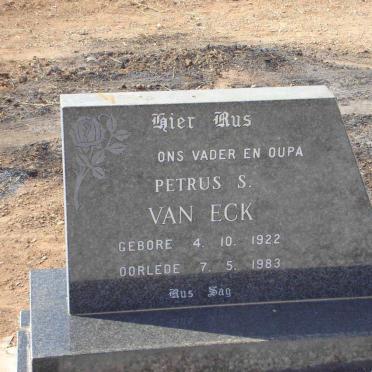 Hier Rus
ONS VADER EN OUPA
PETRUS S.
VAN ECK
GEBORE 4. 10. 1922
OORLEDE 7. 5. 1983
Rus Sag